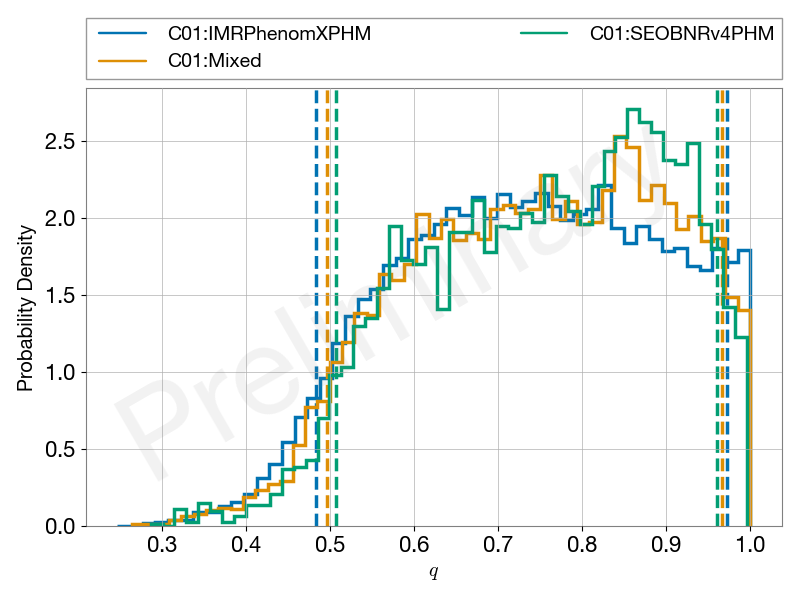 C01:IMRPhenomXPHM
C01:SEOBNRv4PHM
C01:Mixed
Probability Density
2.5
2.0
1.5
1.0
0.5
0.0
Preliminary
0.3 0.4 0.5 0.6 0.7 0.8 0.9 1.0
q